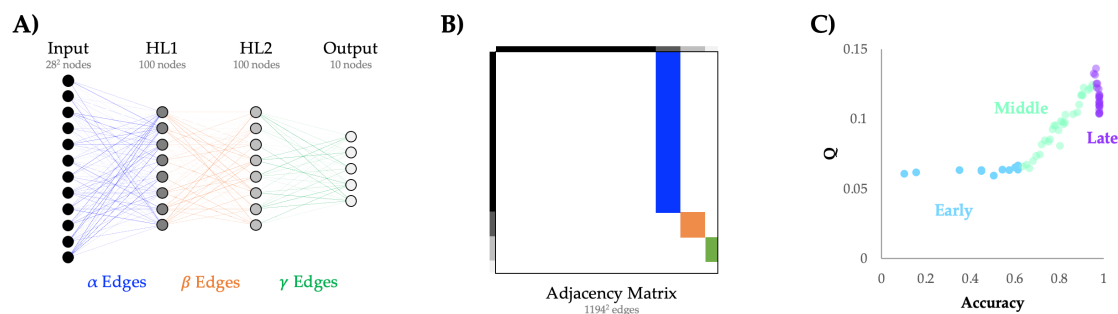 A)
Input
28² nodes
HL1
100 nodes
HL2
100 nodes
Output
10 nodes
α Edges
β Edges
γ Edges
B)
Adjacency Matrix
1194² edges
C)
0.15
0.1
0.05
0
Q
Middle
Late
Early
0
0.2
0.4
0.6
0.8
1
Accuracy